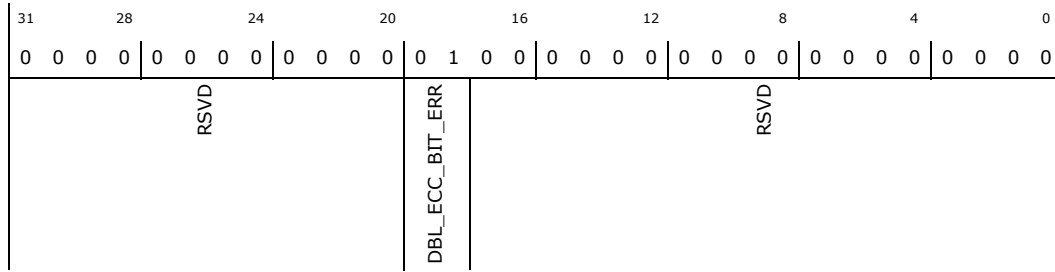 31 28 24 20 16 12 8 4 0
0 0 0 0 0 0 0 0 0 0 0 0 0 1 0 0 0 0 0 0 0 0 0 0 0 0 0 0 0 0 0 0
RSVD
DBL_ECC_BIT_ERR
RSVD